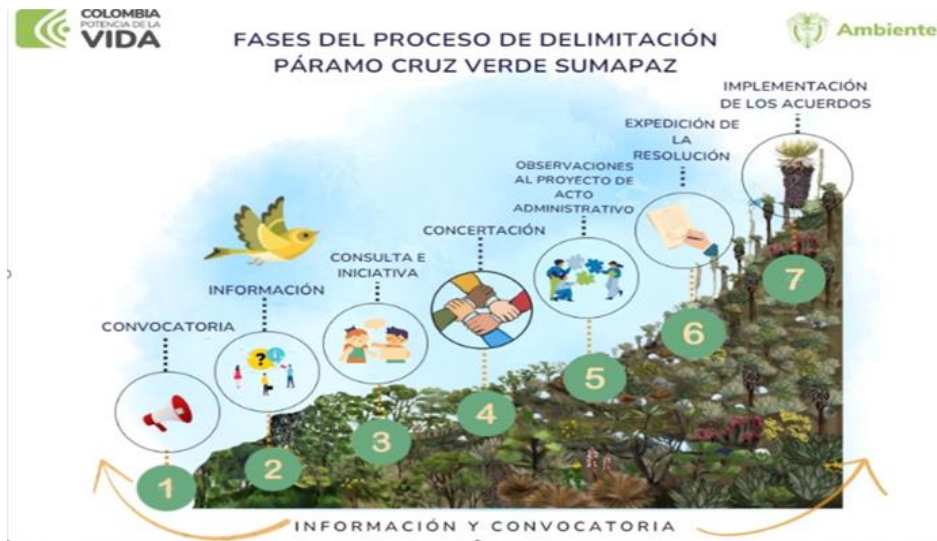 COLOMBIA
POTENCIA DE LA
VIDA
Ambiente
FASES DEL PROCESO DE DELIMITACIÓN
PÁRAMO CRUZ VERDE SUMAPAZ
CONVOCATORIA
1
INFORMACIÓN
?
2
CONSULTA E
INICIATIVA
3
CONCERTACIÓN
4
OBSERVACIONES
AL PROYECTO DE
ACTO
ADMINISTRATIVO
5
EXPEDICIÓN DE
LA
RESOLUCIÓN
6
IMPLEMENTACIÓN
DE LOS ACUERDOS
7
INFORMACIÓN Y CONVOCATORIA